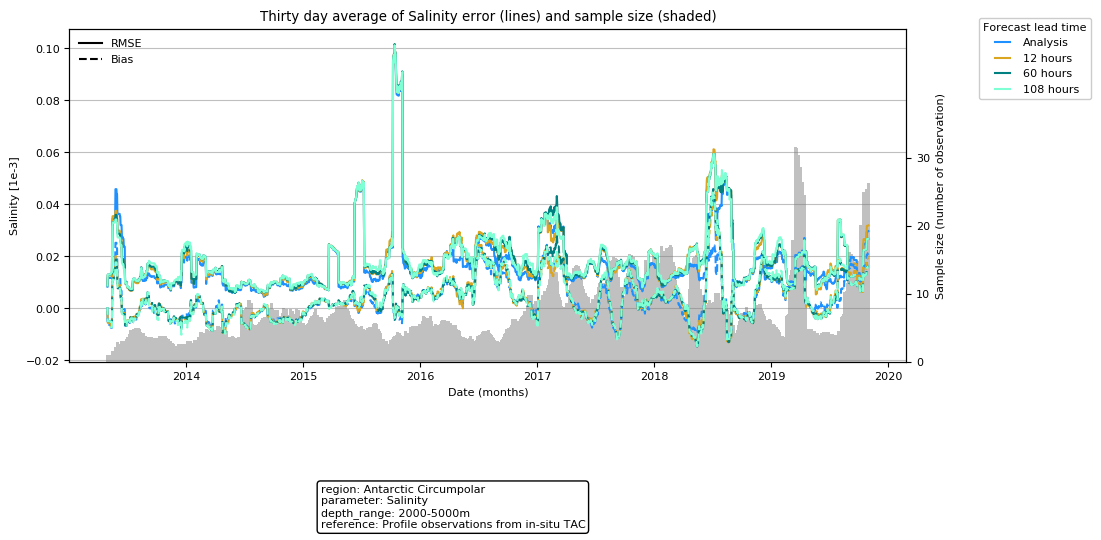 Thirty day average of Salinity error (lines) and sample size (shaded)
RMSE
Bias
Forecast lead time
Analysis
12 hours
60 hours
108 hours
Salinity [1e-3]
0.10
0.08
0.06
0.04
0.02
0.00
−0.02
Sample size (number of observation)
30
20
10
0
2014
2015
2016
2017
2018
2019
2020
Date (months)
region: Antarctic Circumpolar
parameter: Salinity
depth_range: 2000-5000m
reference: Profile observations from in-situ TAC